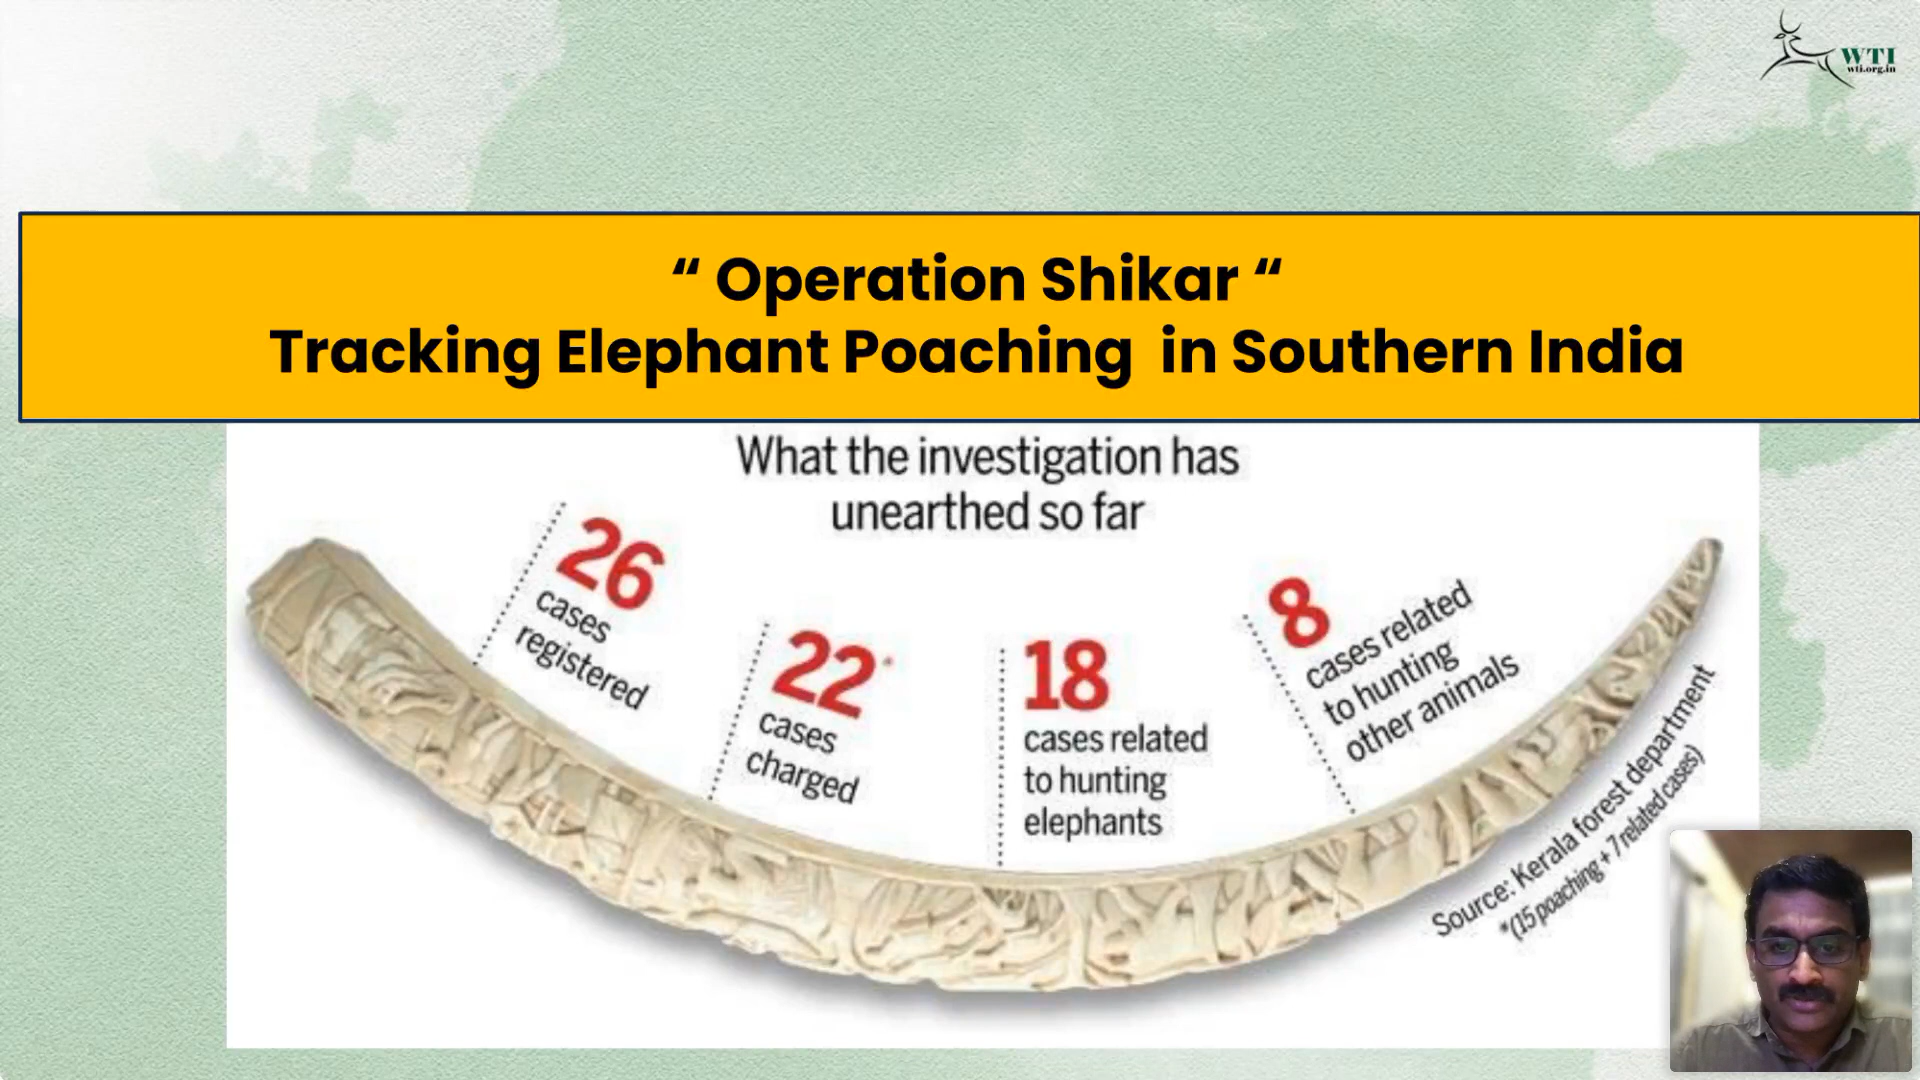 WTI
wti.org.in
“ Operation Shikar “
Tracking Elephant Poaching in Southern India
What the investigation has
unearthed so far
26
cases
registered
22*
cases
charged
18
cases related
to hunting
elephants
8
cases related
to hunting
other animals
Source: Kerala forest department
*(15 poaching + 7 related cases)